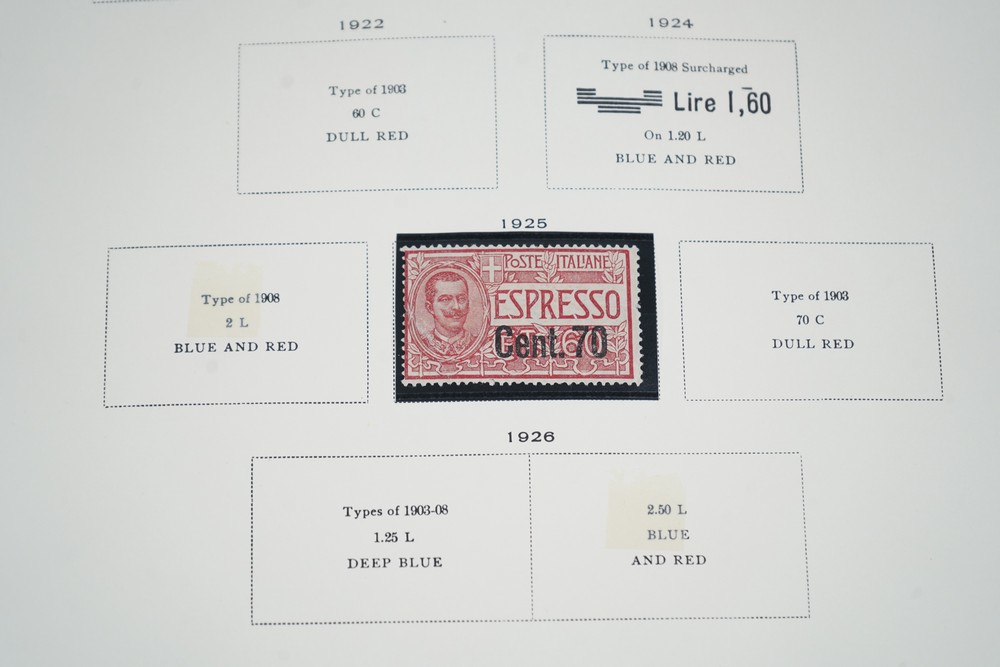 1922
Type of 1903
60 C
DULL RED
1924
Type of 1908 Surcharged
Lire 1,60
On 1.20 L
BLUE AND RED
1925
Type of 1908
2 L
BLUE AND RED
POSTE ITALIANE
ESPRESSO
Cent. 70
Type of 1903
70 C
DULL RED
1926
Types of 1903-08
1.25 L
DEEP BLUE
2.50 L
BLUE
AND RED